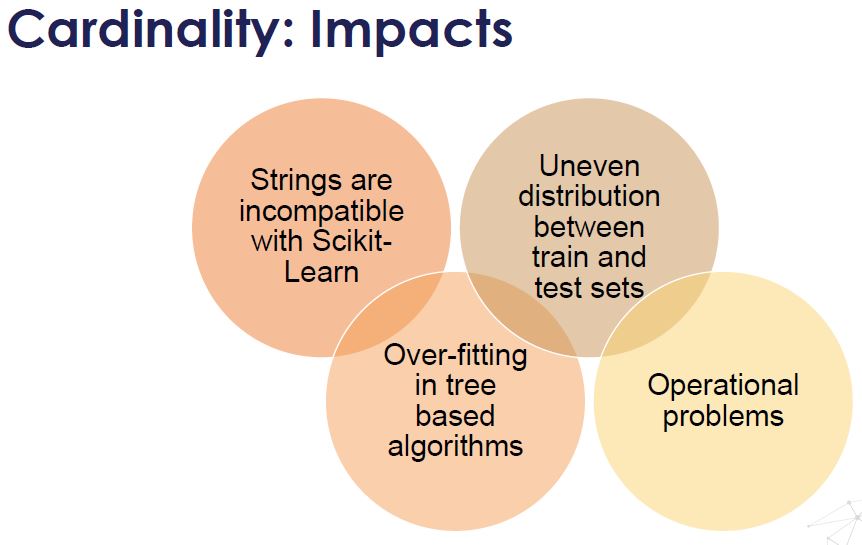 Cardinality: Impacts
Strings are
incompatible
with Scikit-
Learn
Uneven
distribution
between
train and
test sets
Over-fitting
in tree
based
algorithms
Operational
problems